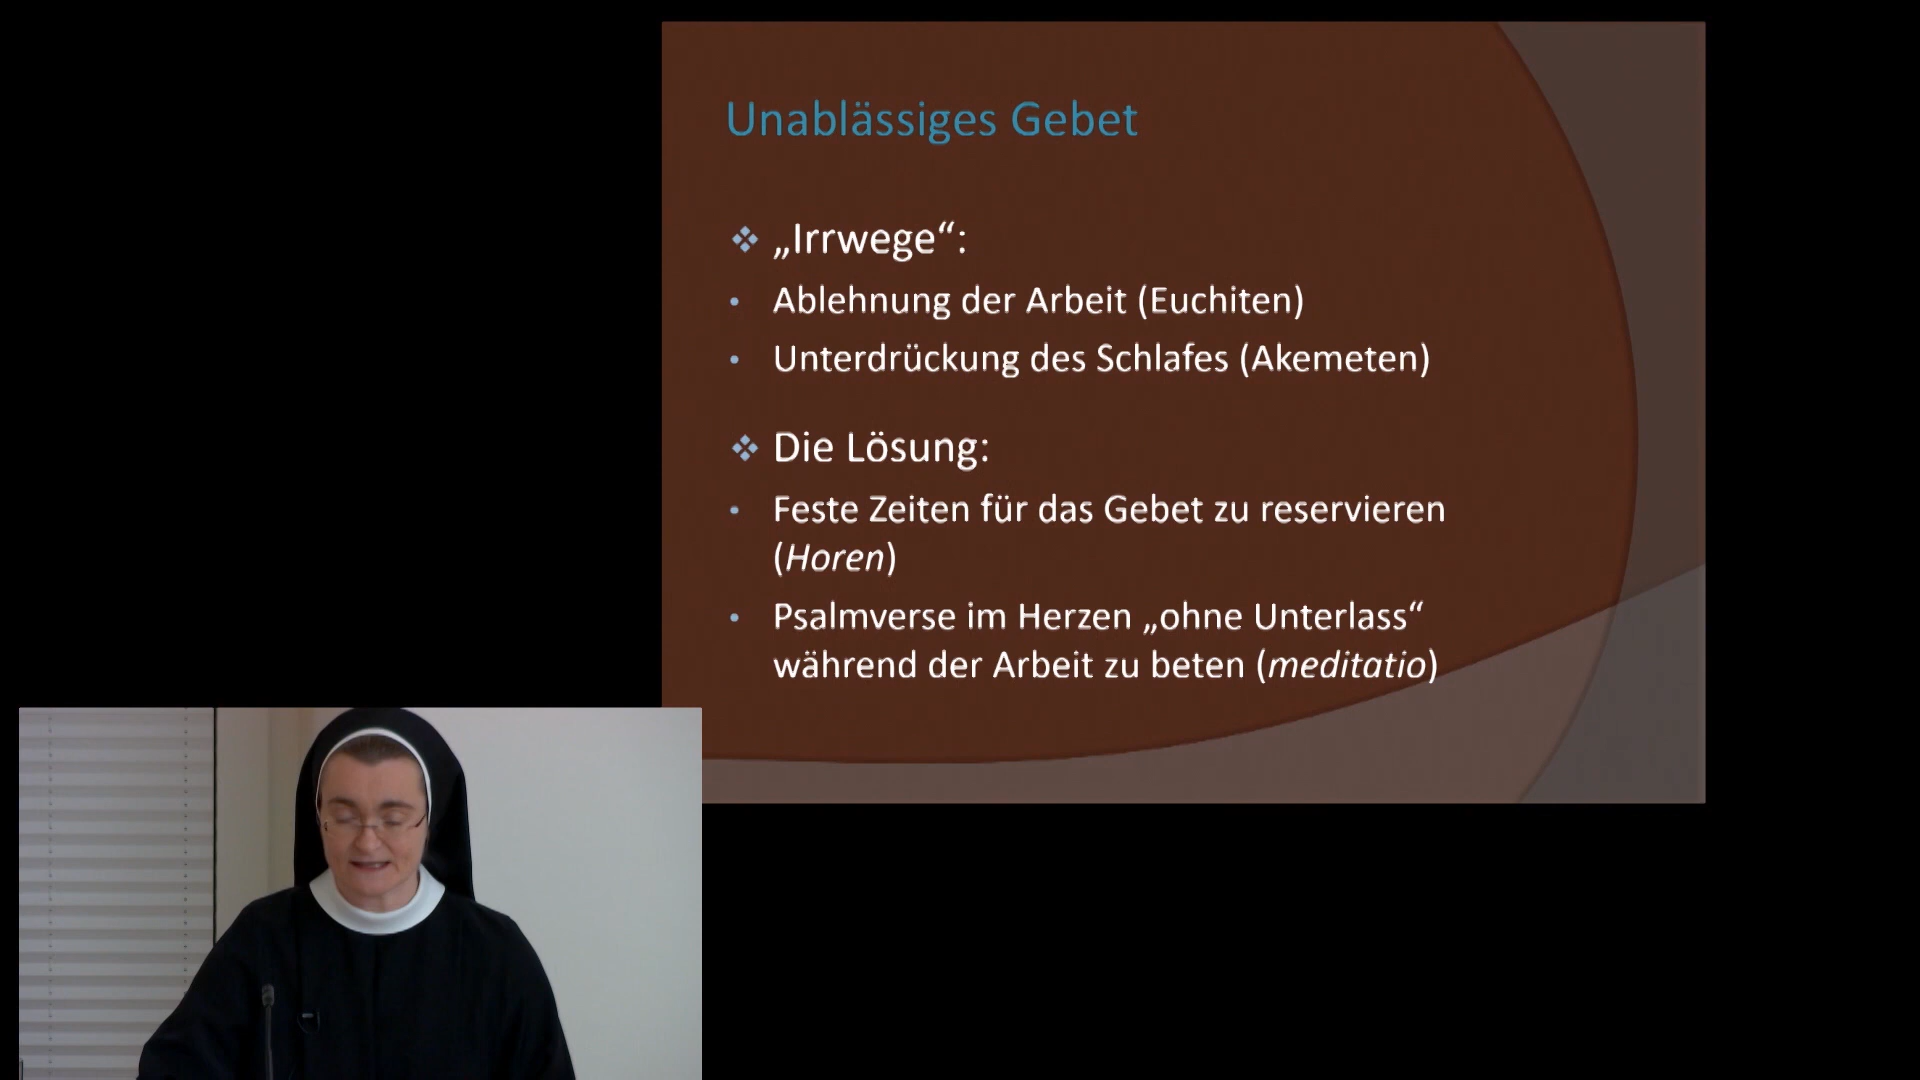 Unablässiges Gebet
„Irrwege“:
Ablehnung der Arbeit (Euchiten)
Unterdrückung des Schlafes (Akemeten)
Die Lösung:
Feste Zeiten für das Gebet zu reservieren
(Horen)
Psalmverse im Herzen „ohne Unterlass“
während der Arbeit zu beten (meditatio)